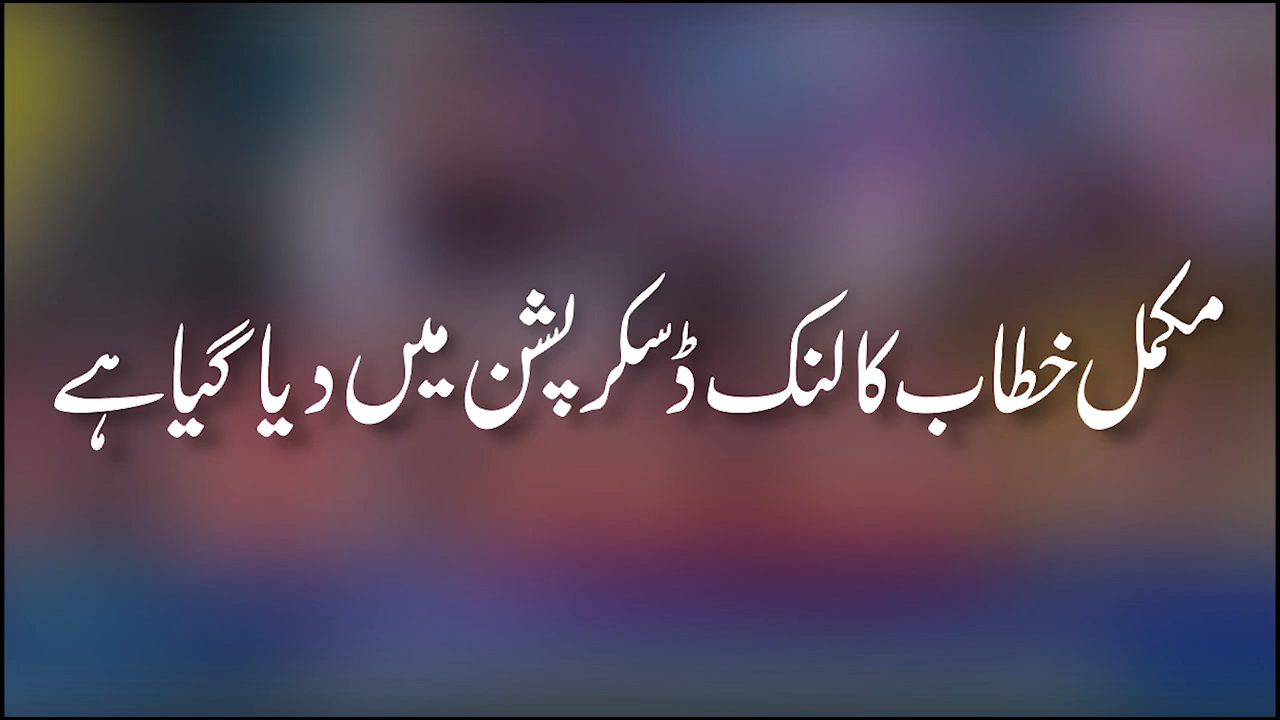 مکمل خطاب کا لنک ڈسکرپشن میں دیا گیا ہے